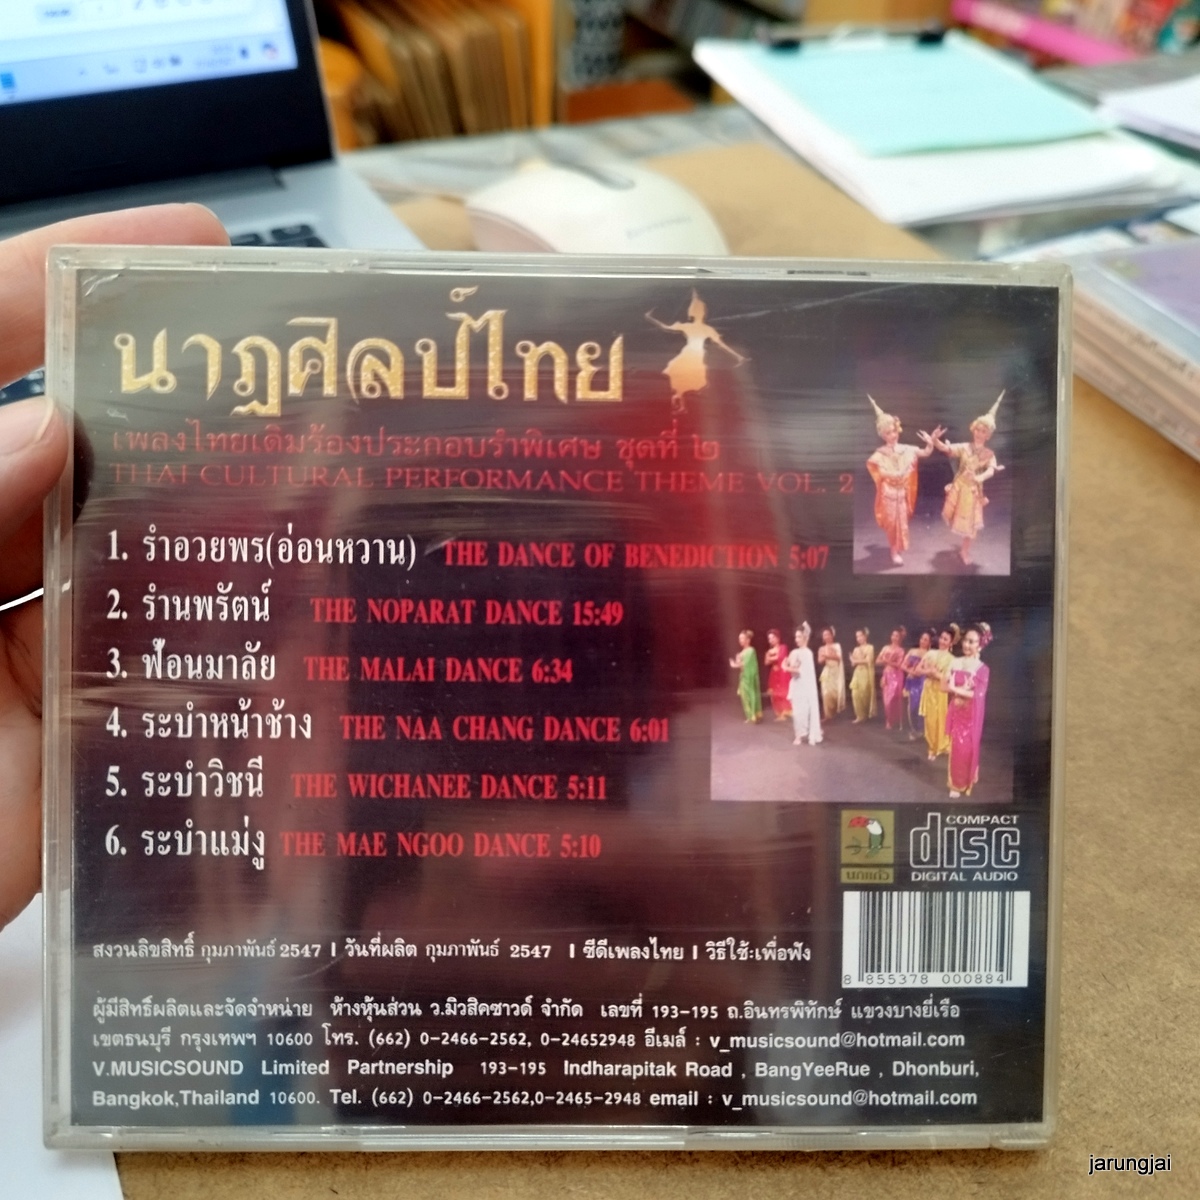 นาฏศิลป์ไทย
เพลงไทยเดิมร้องประกอบรำพิเศษ ชุดที่ ๒
THAI CULTURAL PERFORMANCE THEME VOL. 2
1. รำอวยพร(อ่อนหวาน) THE DANCE OF BENEDICTION 5:07
2. รำนพรัตน์ THE NOPARAT DANCE 15:49
3. ฟ้อนมาลัย THE MALAI DANCE 6:34
4. ระบำหน้าช้าง THE NAA CHANG DANCE 6:01
5. ระบำวิชนี THE WICHANEE DANCE 5:11
6. ระบำแม่งู THE MAE NGOO DANCE 5:10
นกแก้ว
COMPACT
disc
DIGITAL AUDIO
8 855378 000884
สงวนลิขสิทธิ์ กุมภาพันธ์ 2547 I วันที่ผลิต กุมภาพันธ์ 2547 I ซีดีเพลงไทย I วิธีใช้:เพื่อฟัง
ผู้มีสิทธิ์ผลิตและจัดจำหน่าย ห้างหุ้นส่วน ว.มิวสิคซาวด์ จำกัด เลขที่ 193-195 ถ.อินทรพิทักษ์ แขวงบางยี่เรือ
เขตธนบุรี กรุงเทพฯ 10600 โทร. (662) 0-2466-2562, 0-24652948 อีเมล์ : v_musicsound@hotmail.com
V.MUSICSOUND Limited Partnership 193-195 Indharapitak Road , BangYeeRue , Dhonburi,
Bangkok,Thailand 10600. Tel. (662) 0-2466-2562,0-2465-2948 email : v_musicsound@hotmail.com
jarungjai